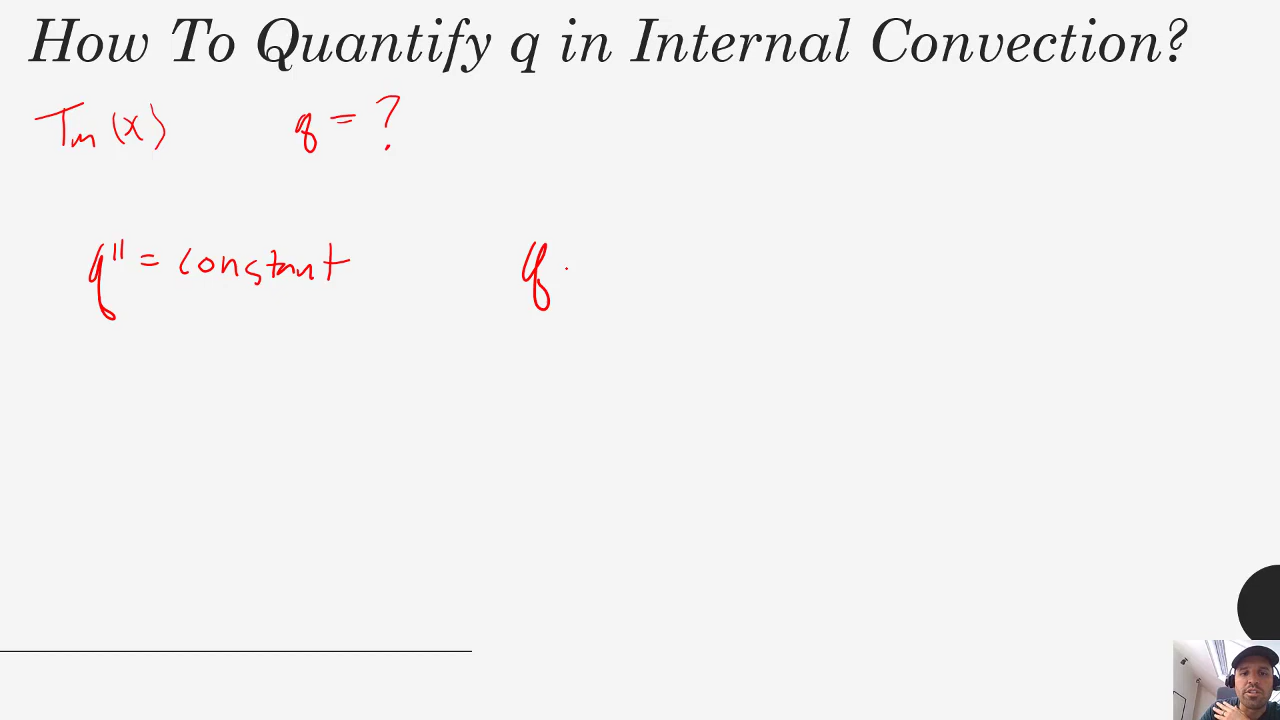 How To Quantify q in Internal Convection?
Tm(x) q = ?
q" = constant q